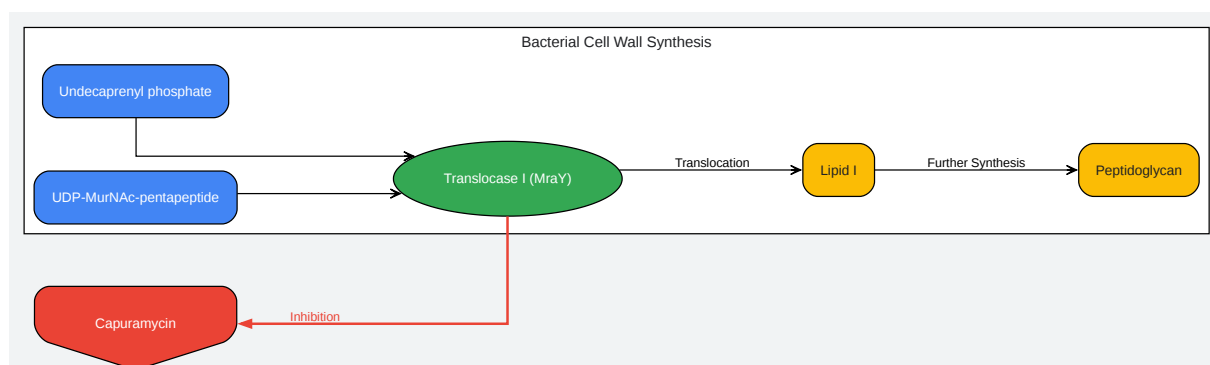 Bacterial Cell Wall Synthesis
Undecaprenyl phosphate
UDP-MurNAc-pentapeptide
Translocase I (MraY)
Translocation
Lipid I
Further Synthesis
Peptidoglycan
Capuramycin
Inhibition